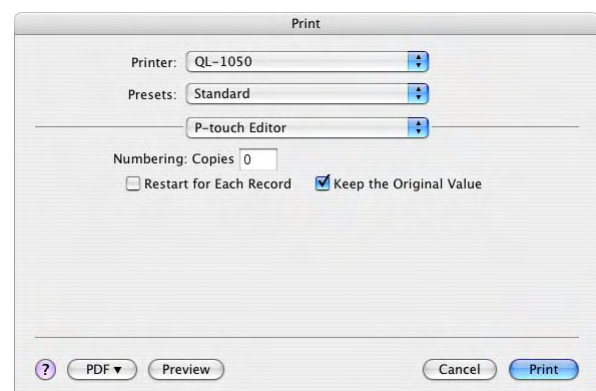 Print
Printer: QL-1050
Presets: Standard
P-touch Editor
Numbering: Copies 0
Restart for Each Record Keep the Original Value
? PDF ▼ Preview Cancel Print